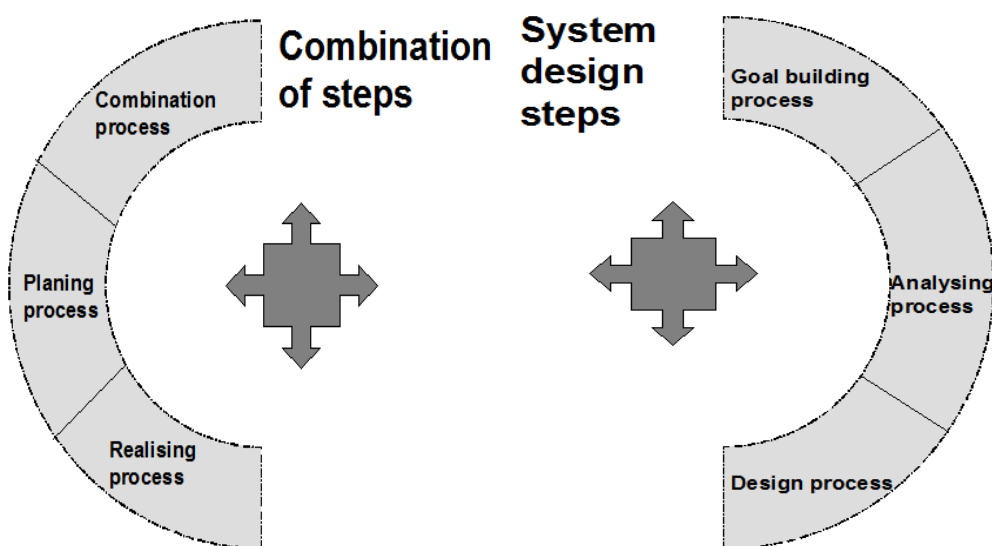 Combination
of steps
System
design
steps
Combination
process
Planing
process
Realising
process
Goal building
process
Analysing
process
Design process